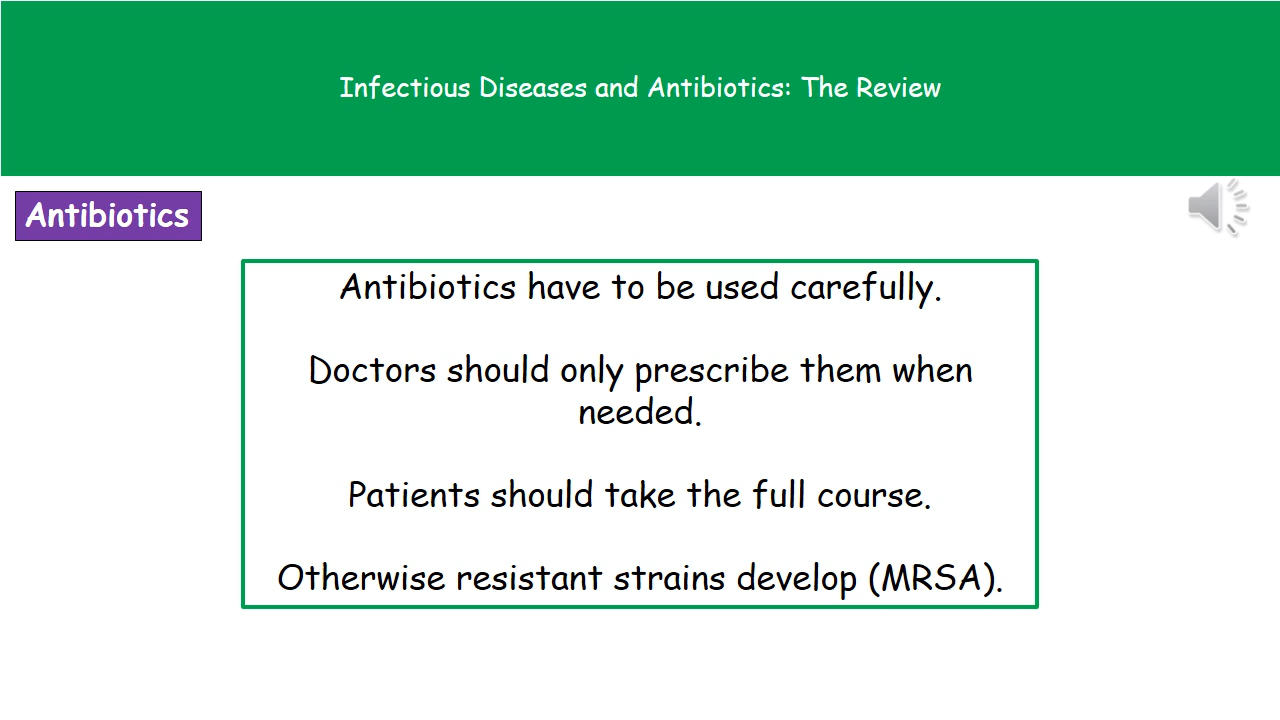 Infectious Diseases and Antibiotics: The Review
Antibiotics
Antibiotics have to be used carefully.
Doctors should only prescribe them when
needed.
Patients should take the full course.
Otherwise resistant strains develop (MRSA).